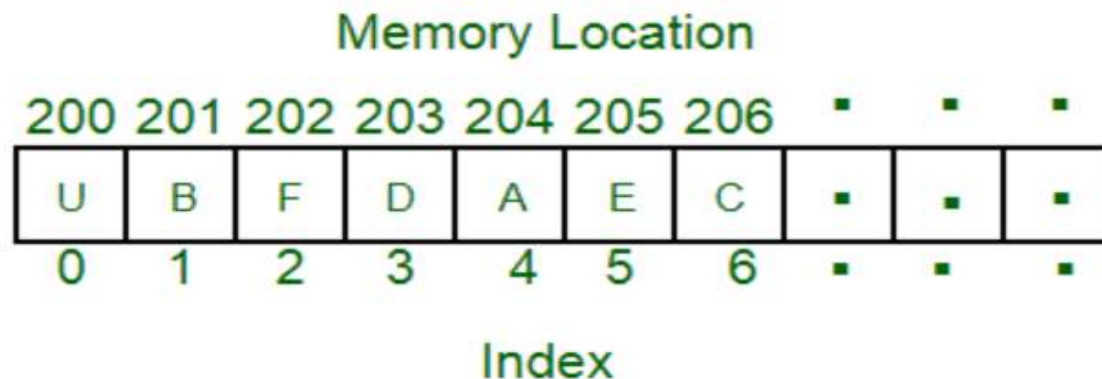 Memory Location
200 201 202 203 204 205 206 . . .
U B F D A E C . . .
0 1 2 3 4 5 6 . . .
Index